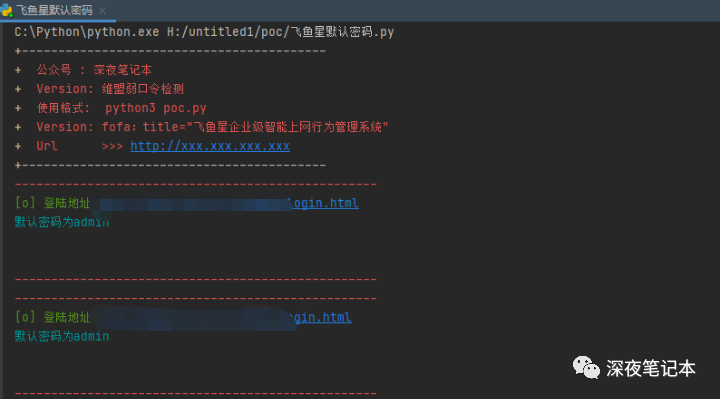 飞鱼星默认密码 ×
C:\Python\python.exe H:/untitled1/poc/飞鱼星默认密码.py
+------------------------------------------
+  公众号 : 深夜笔记本
+  Version: 维盟弱口令检测
+  使用格式:  python3 poc.py
+  Version: fofa：title="飞鱼星企业级智能上网行为管理系统"
+  Url      >>> http://xxx.xxx.xxx.xxx
+------------------------------------------
--------------------------------------------------
[o] 登陆地址 login.html
默认密码为admin
--------------------------------------------------
--------------------------------------------------
[o] 登陆地址 gin.html
默认密码为admin
--------------------------------------------------
深夜笔记本